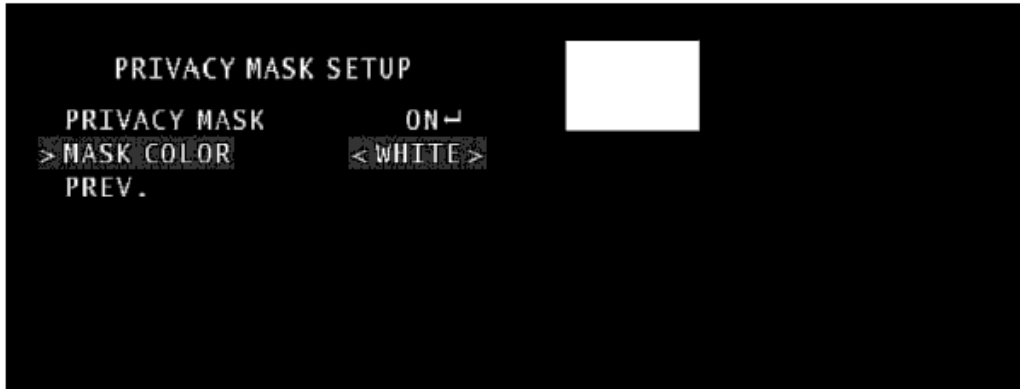 PRIVACY MASK SETUP
PRIVACY MASK ON↵
>MASK COLOR <WHITE>
PREV.